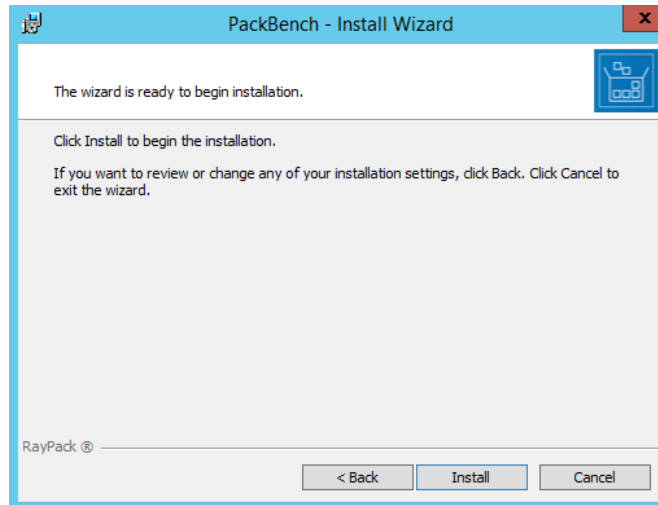 PackBench - Install Wizard
x
The wizard is ready to begin installation.
Click Install to begin the installation.
If you want to review or change any of your installation settings, click Back. Click Cancel to
exit the wizard.
RayPack ®
< Back Install Cancel